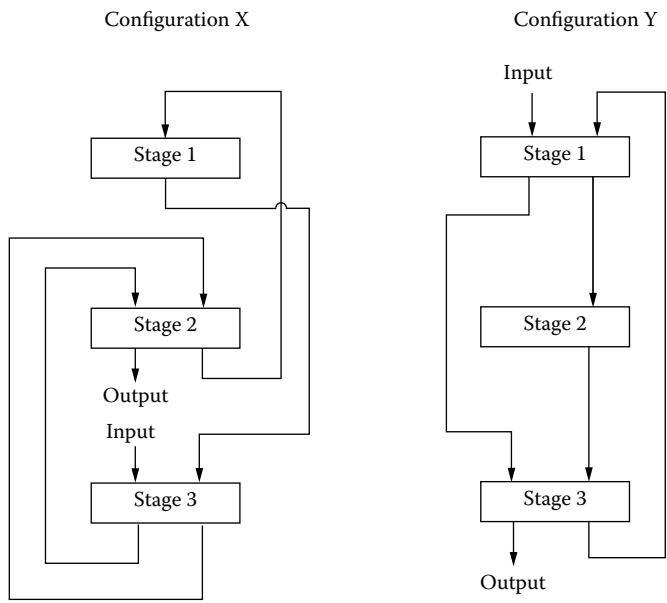 Configuration X
Stage 1
Stage 2
Output
Input
Stage 3
Configuration Y
Input
Stage 1
Stage 2
Stage 3
Output